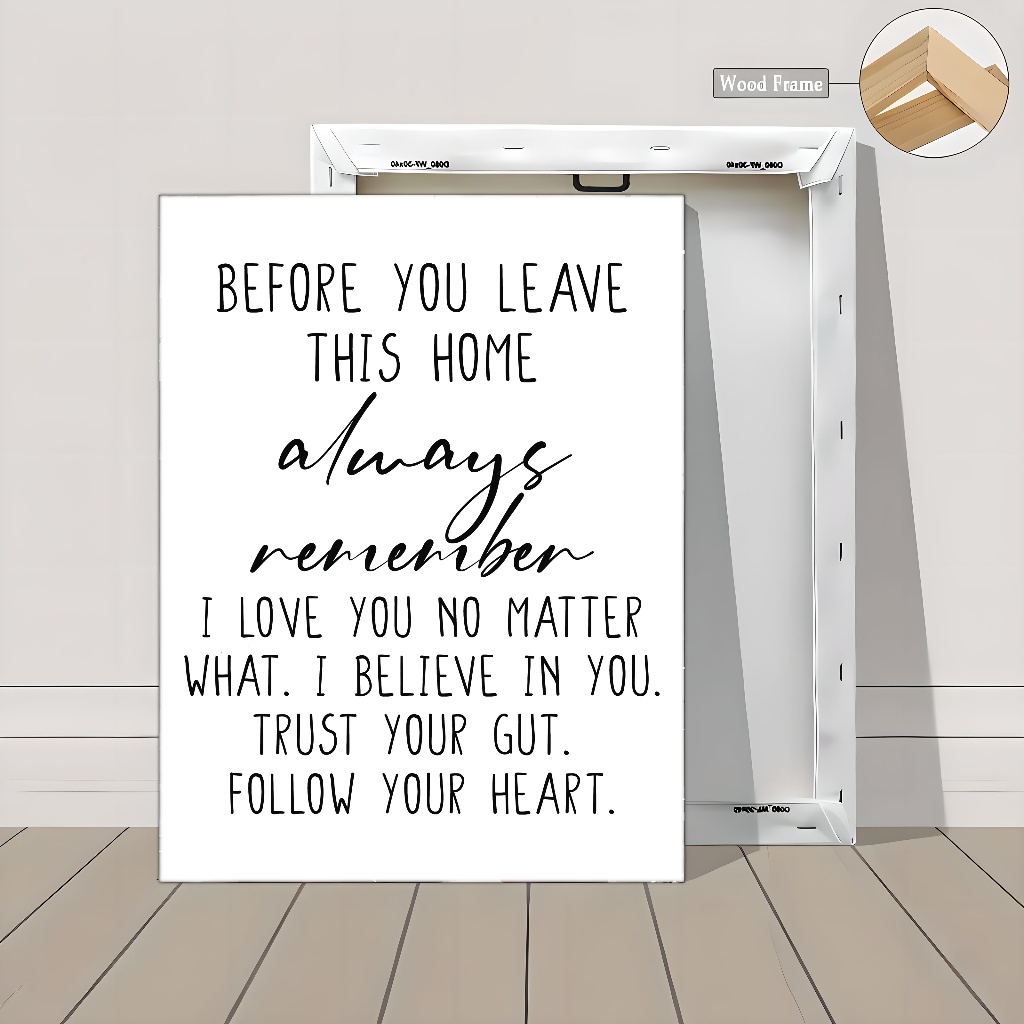 Wood Frame
BEFORE YOU LEAVE
THIS HOME
always
remember
I LOVE YOU NO MATTER
WHAT. I BELIEVE IN YOU.
TRUST YOUR GUT.
FOLLOW YOUR HEART.